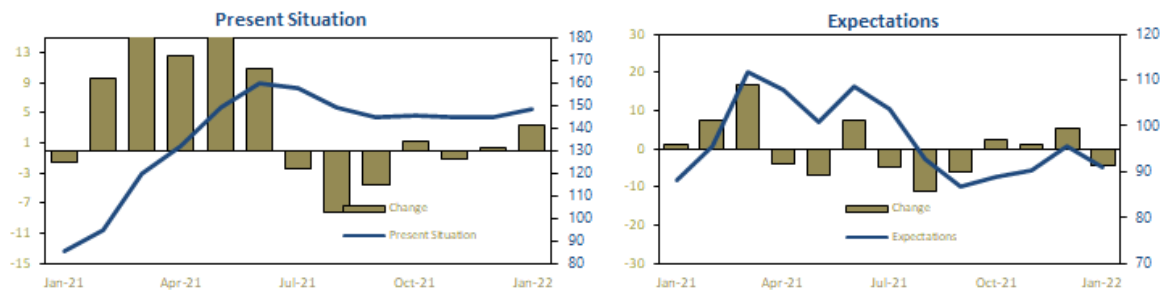 Present Situation
13
9
5
1
-3
-7
-11
-15
180
170
160
150
140
130
120
110
100
90
80
Change
Present Situation
Jan-21
Apr-21
Jul-21
Oct-21
Jan-22
Expectations
30
20
10
0
-10
-20
-30
120
110
100
90
80
70
Change
Expectations
Jan-21
Apr-21
Jul-21
Oct-21
Jan-22